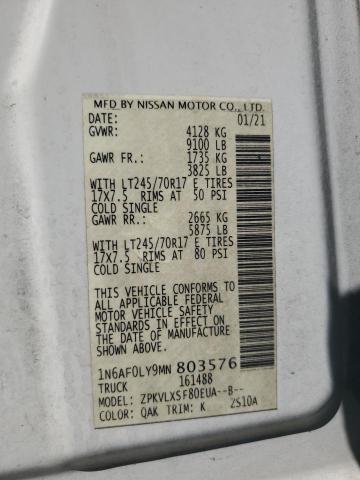 MFD BY NISSAN MOTOR CO., LTD.
DATE: 01/21
GVWR: 4128 KG
9100 LB
GAWR FR.: 1735 KG
3825 LB
WITH LT245/70R17 E TIRES
17X7.5 RIMS AT 50 PSI
COLD SINGLE
GAWR RR.: 2665 KG
5875 LB
WITH LT245/70R17 E TIRES
17X7.5 RIMS AT 80 PSI
COLD SINGLE
THIS VEHICLE CONFORMS TO
ALL APPLICABLE FEDERAL
MOTOR VEHICLE SAFETY
STANDARDS IN EFFECT ON
THE DATE OF MANUFACTURE
SHOWN ABOVE.
1N6AF0LY9MN803576
TRUCK 161488
MODEL: ZPKVLXSF80EUA--B--
COLOR: QAK TRIM: K 2S10A